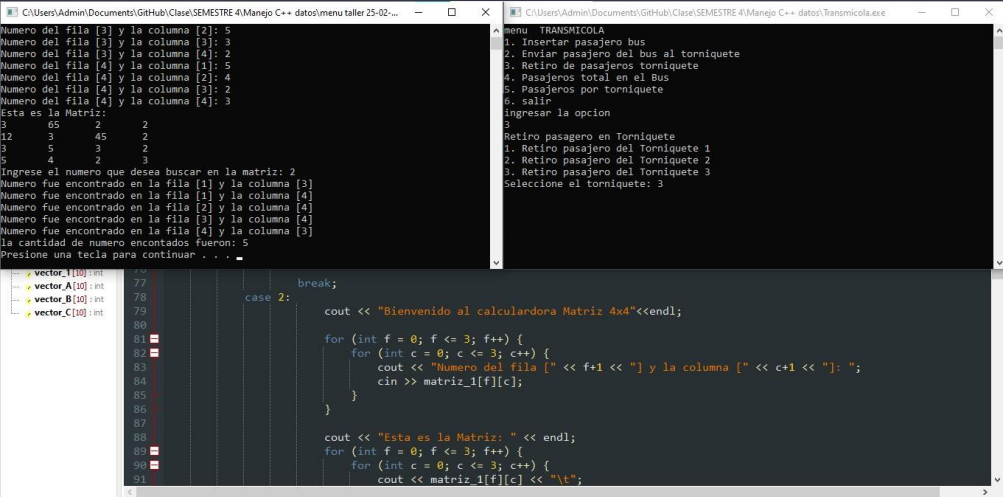 C:\Users\Admin\Documents\GitHub\Clase\SEMESTRE 4\Manejo C++ datos\menu taller 25-02-...
Numero del fila [3] y la columna [2]: 5
Numero del fila [3] y la columna [3]: 3
Numero del fila [3] y la columna [4]: 2
Numero del fila [4] y la columna [1]: 5
Numero del fila [4] y la columna [2]: 4
Numero del fila [4] y la columna [3]: 2
Numero del fila [4] y la columna [4]: 3
Esta es la Matriz:
3 65 2 2
12 3 45 2
3 5 3 2
5 4 2 3
Ingrese el numero que desea buscar en la matriz: 2
Numero fue encontrado en la fila [1] y la columna [3]
Numero fue encontrado en la fila [1] y la columna [4]
Numero fue encontrado en la fila [2] y la columna [4]
Numero fue encontrado en la fila [3] y la columna [4]
Numero fue encontrado en la fila [4] y la columna [3]
la cantidad de numero encontados fueron: 5
Presione una tecla para continuar . . .
C:\Users\Admin\Documents\GitHub\Clase\SEMESTRE 4\Manejo C++ datos\Transmicola.exe
menu TRANSMICOLA
1. Insertar pasajero bus
2. Enviar pasajero del bus al torniquete
3. Retiro de pasajeros torniquete
4. Pasajeros total en el Bus
5. Pasajeros por torniquete
6. salir
ingresar la opcion
3
Retiro pasagero en Torniquete
1. Retiro pasajero del Torniquete 1
2. Retiro pasajero del Torniquete 2
3. Retiro pasajero del Torniquete 3
Seleccione el torniquete: 3
vector_1 [10] : int
vector_A [10] : int
vector_B [10] : int
vector_C [10] : int
76
77 break;
78 case 2:
79 cout << "Bienvenido al calculardora Matriz 4x4"<<endl;
80
81 for (int f = 0; f <= 3; f++) {
82 for (int c = 0; c <= 3; c++) {
83 cout << "Numero del fila [" << f+1 << "] y la columna [" << c+1 << "]: ";
84 cin >> matriz_1[f][c];
85 }
86 }
87
88 cout << "Esta es la Matriz: " << endl;
89 for (int f = 0; f <= 3; f++) {
90 for (int c = 0; c <= 3; c++) {
91 cout << matriz_1[f][c] << "\t";